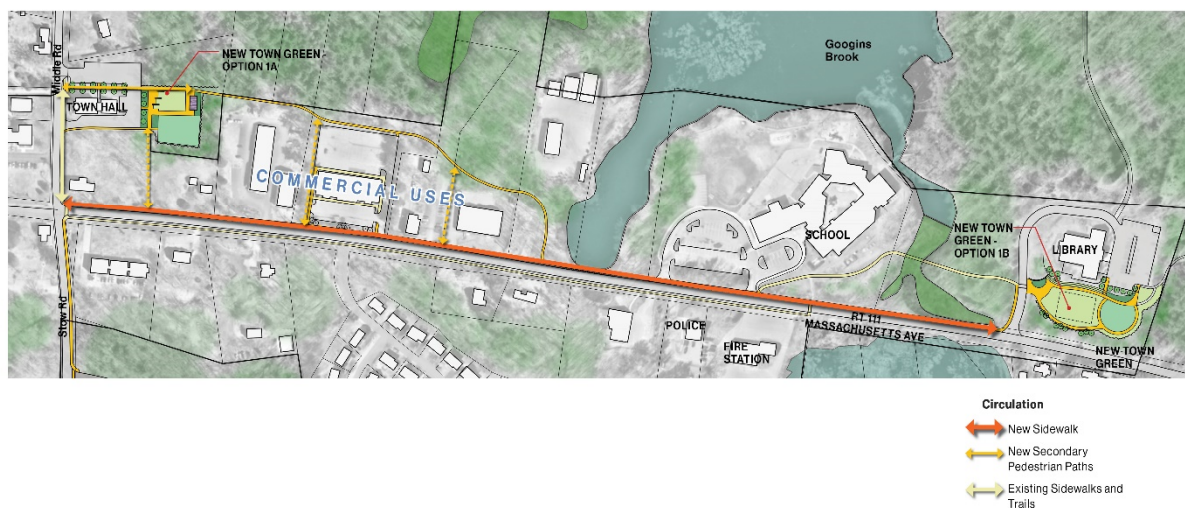 Middle Rd
NEW TOWN GREEN -
OPTION 1A
TOWN HALL
Googins
Brook
COMMERCIAL USES
SCHOOL
NEW TOWN
GREEN -
OPTION 1B
LIBRARY
Stow Rd
RT 111
MASSACHUSETTS AVE
POLICE
FIRE
STATION
NEW TOWN
GREEN
Circulation
New Sidewalk
New Secondary
Pedestrian Paths
Existing Sidewalks and
Trails